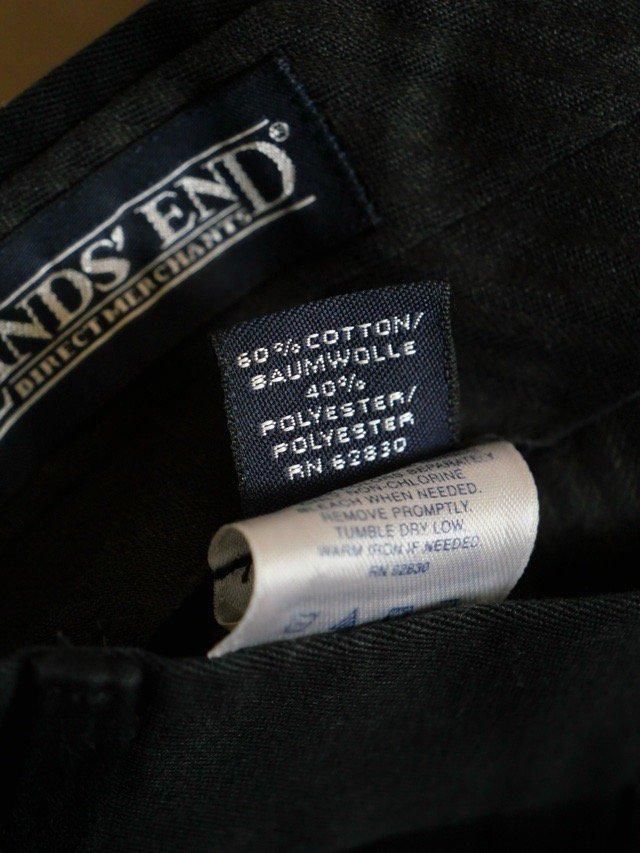 NDS' END®
DIRECT MERCHANTS
60% COTTON/
BAUMWOLLE
40%
POLYESTER/
POLYESTER
RN 62830
SEPARATELY
NON-CHLORINE
BLEACH WHEN NEEDED.
REMOVE PROMPTLY.
TUMBLE DRY LOW.
WARM IRON IF NEEDED.
RN 62830